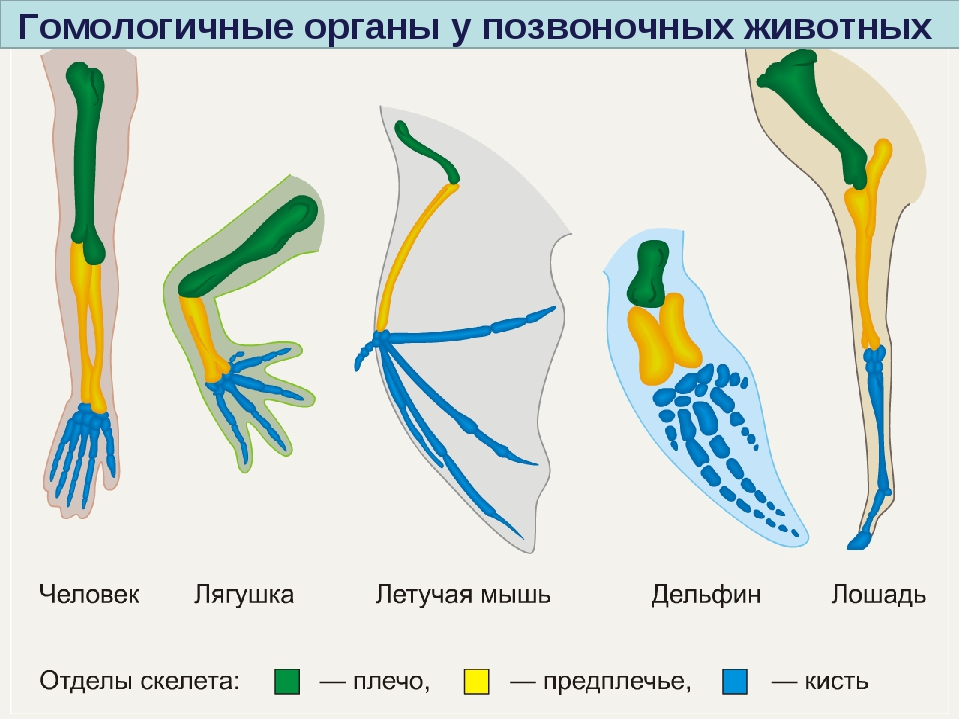 Гомологичные органы у позвоночных животных
Человек Лягушка Летучая мышь Дельфин Лошадь
Отделы скелета: — плечо, — предплечье, — кисть